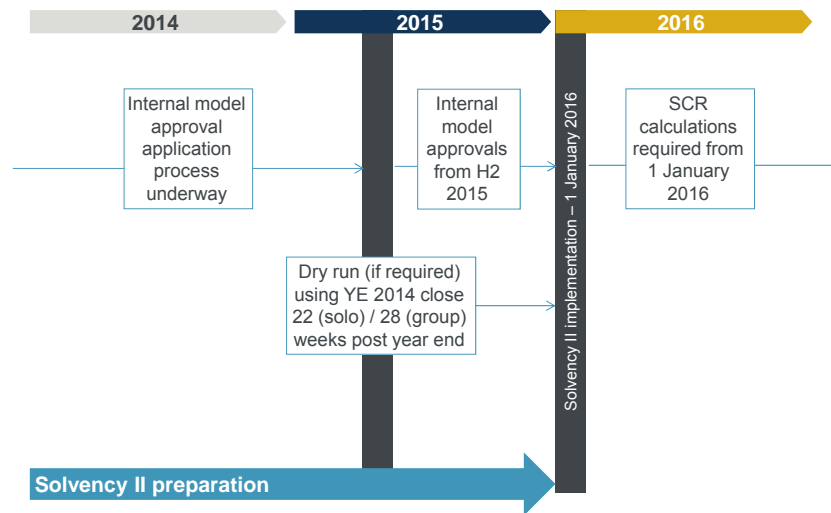 2014
2015
2016
Internal model
approval
application
process
underway
Internal
model
approvals
from H2
2015
Solvency II implementation – 1 January 2016
SCR
calculations
required from
1 January
2016
Dry run (if required)
using YE 2014 close
22 (solo) / 28 (group)
weeks post year end
Solvency II preparation